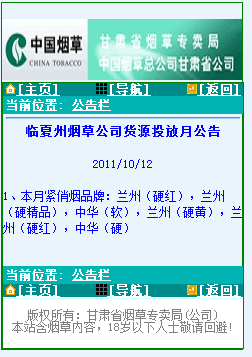 中国烟草
CHINA TOBACCO
甘肃省烟草专卖局
中国烟草总公司甘肃省公司
[主页] [导航] [返回]
当前位置: 公告栏
临夏州烟草公司货源投放月公告
2011/10/12
1、本月紧俏烟品牌: 兰州(硬红), 兰州
(硬精品), 中华(软), 兰州(硬黄), 兰
州(硬红), 中华(硬)
当前位置: 公告栏
[主页] [导航] [返回]
版权所有: 甘肃省烟草专卖局(公司)
本站含烟草内容, 18岁以下人士敬请回避!